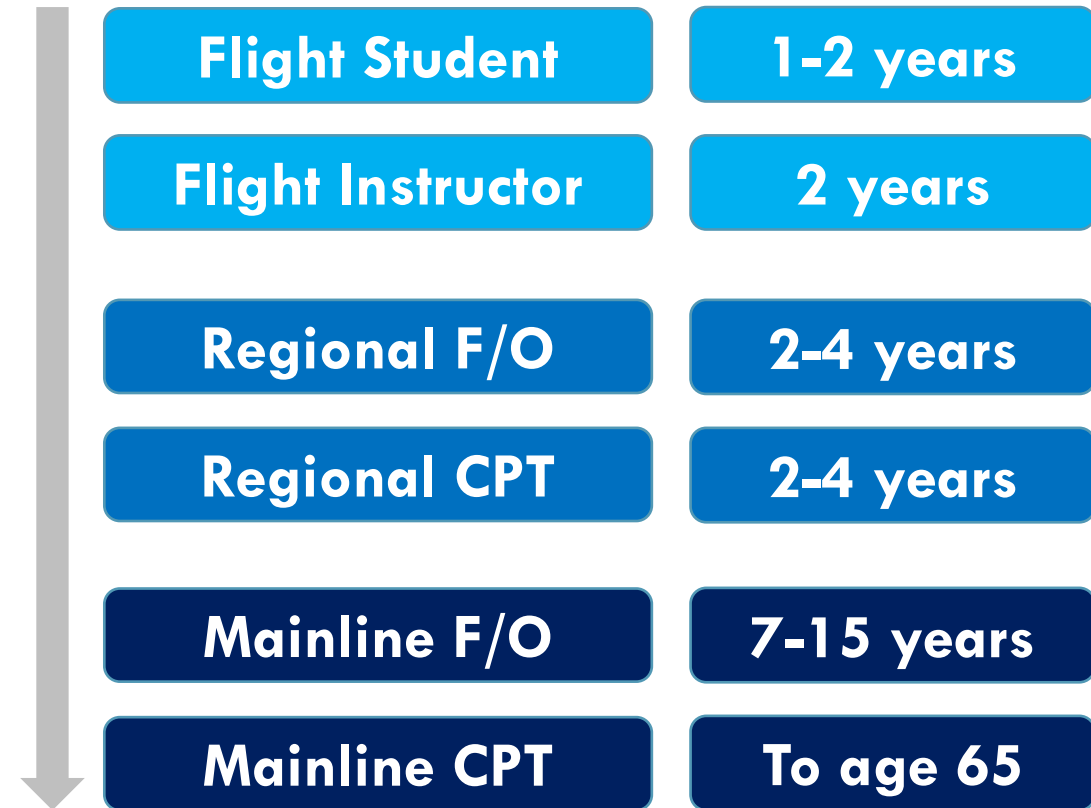 Flight Student 1-2 years
Flight Instructor 2 years
Regional F/O 2-4 years
Regional CPT 2-4 years
Mainline F/O 7-15 years
Mainline CPT To age 65